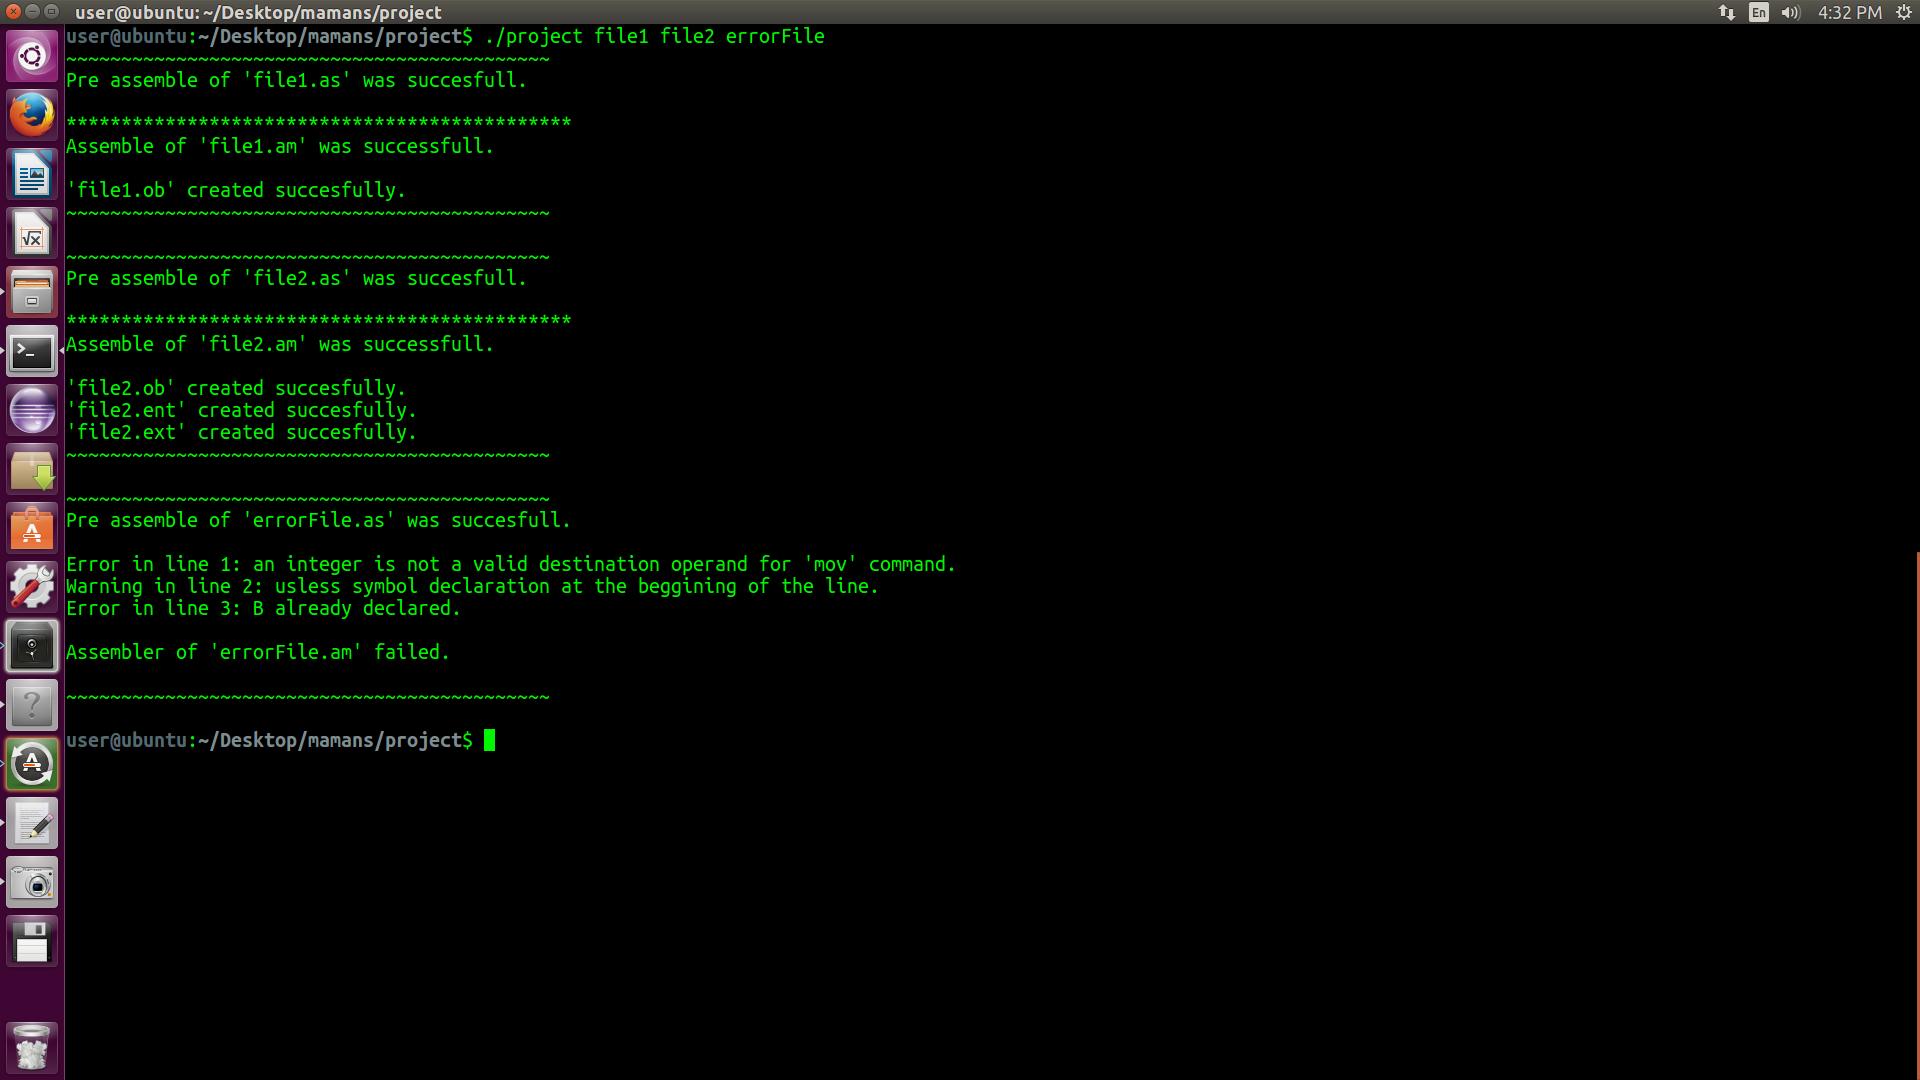 user@ubuntu: ~/Desktop/mamans/project
En
4:32 PM
user@ubuntu:~/Desktop/mamans/project$ ./project file1 file2 errorFile
~~~~~~~~~~~~~~~~~~~~~~~~~~~~~~~~~~~~~~~~~~~~
Pre assemble of 'file1.as' was succesfull.
**********************************************
Assemble of 'file1.am' was successfull.
'file1.ob' created succesfully.
~~~~~~~~~~~~~~~~~~~~~~~~~~~~~~~~~~~~~~~~~~~~
~~~~~~~~~~~~~~~~~~~~~~~~~~~~~~~~~~~~~~~~~~~~
Pre assemble of 'file2.as' was succesfull.
**********************************************
Assemble of 'file2.am' was successfull.
'file2.ob' created succesfully.
'file2.ent' created succesfully.
'file2.ext' created succesfully.
~~~~~~~~~~~~~~~~~~~~~~~~~~~~~~~~~~~~~~~~~~~~
~~~~~~~~~~~~~~~~~~~~~~~~~~~~~~~~~~~~~~~~~~~~
Pre assemble of 'errorFile.as' was succesfull.
Error in line 1: an integer is not a valid destination operand for 'mov' command.
Warning in line 2: usless symbol declaration at the beggining of the line.
Error in line 3: B already declared.
Assembler of 'errorFile.am' failed.
~~~~~~~~~~~~~~~~~~~~~~~~~~~~~~~~~~~~~~~~~~~~
user@ubuntu:~/Desktop/mamans/project$